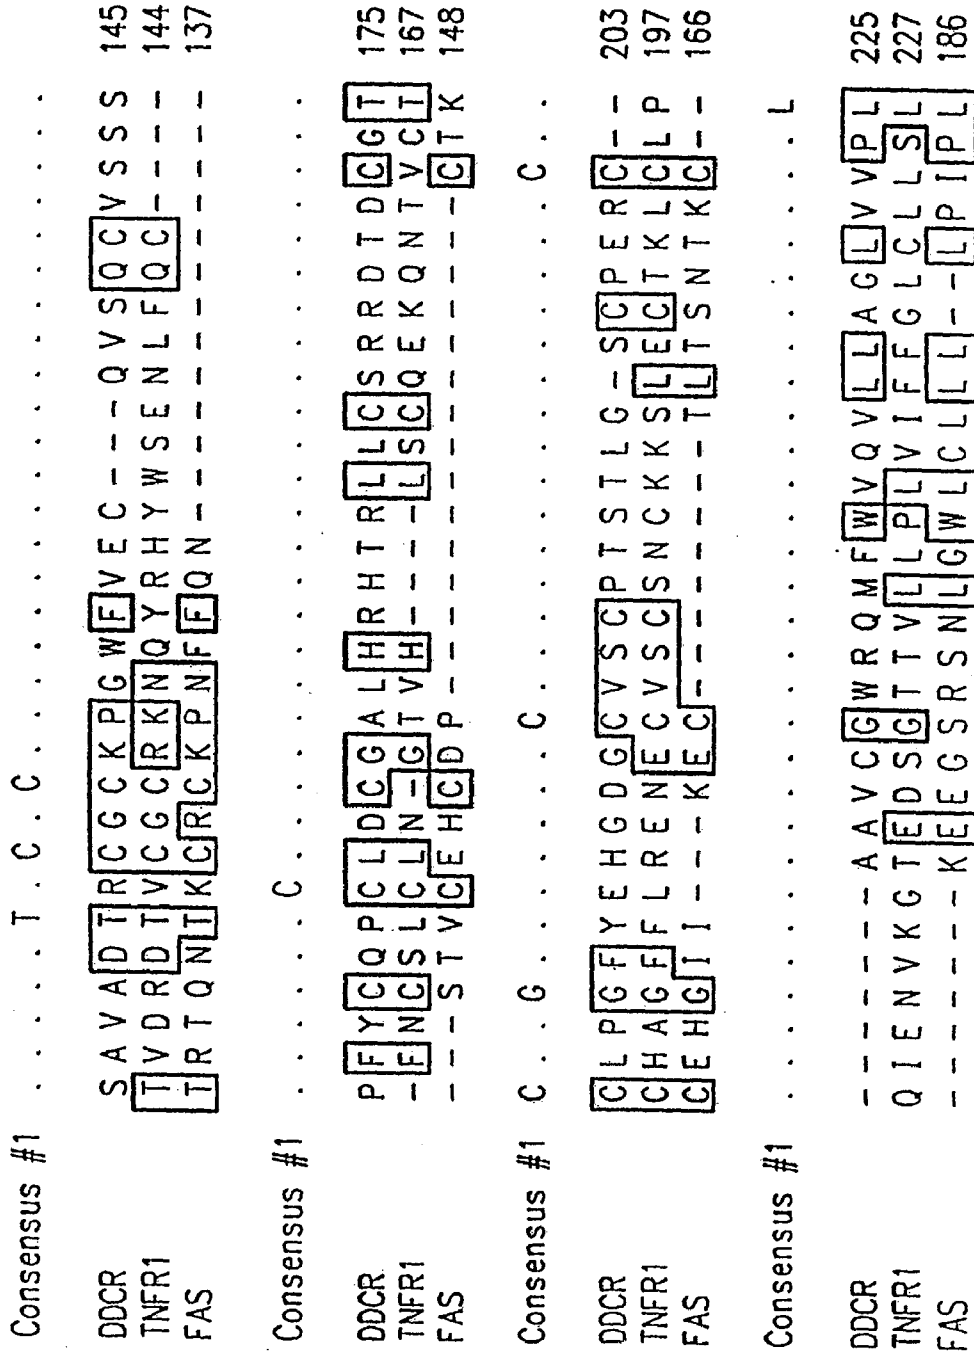 Consensus #1 . . . . . T . C . C . . . . . . . . . . . . . . . . . . . .
DDCR S A V A D T R C G C K P G W F V E C - - - Q V S Q C V S S S 145
TNFR1 T V D R D T V C G C R K N Q Y R H Y W S E N L F Q C - - - - 144
FAS T R T Q N T K C R C K P N F F Q N - - - - - - - - - - - - - 137
Consensus #1 . . . . . . C . . . . . . . . . . . . . . . . . . . . . . .
DDCR P F Y C Q P C L D C G A L H R H T R L L C S R R D T D C G T 175
TNFR1 - F N C S L C L N - G T V H - - - - L S C Q E K Q N T V C T 167
FAS - - - S T V C E H C D P - - - - - - - - - - - - - - - C T K 148
Consensus #1 C . . G . . . . . . . C . . . . . . . . . . . . . . . C . .
DDCR C L P G F Y E H G D G C V S C P T S T L G - S C P E R C - - 203
TNFR1 C H A G F F L R E N E C V S C S N C K K S L E C T K L C L P 197
FAS C E H G I I - - - K E C - - - - - - - - T L T S N T K C - - 166
Consensus #1 . . . . . . . . . . . . . . . . . . . . . . . . . . . . . L
DDCR - - - - - - - A A V C G W R Q M F W V Q V L L A G L V V P L 225
TNFR1 Q I E N V K G T E D S G T T V L L P L V I F F G L C L L S L 227
FAS - - - - - - - K E E G S R S N L G W L C L L L - - L P I P L 186